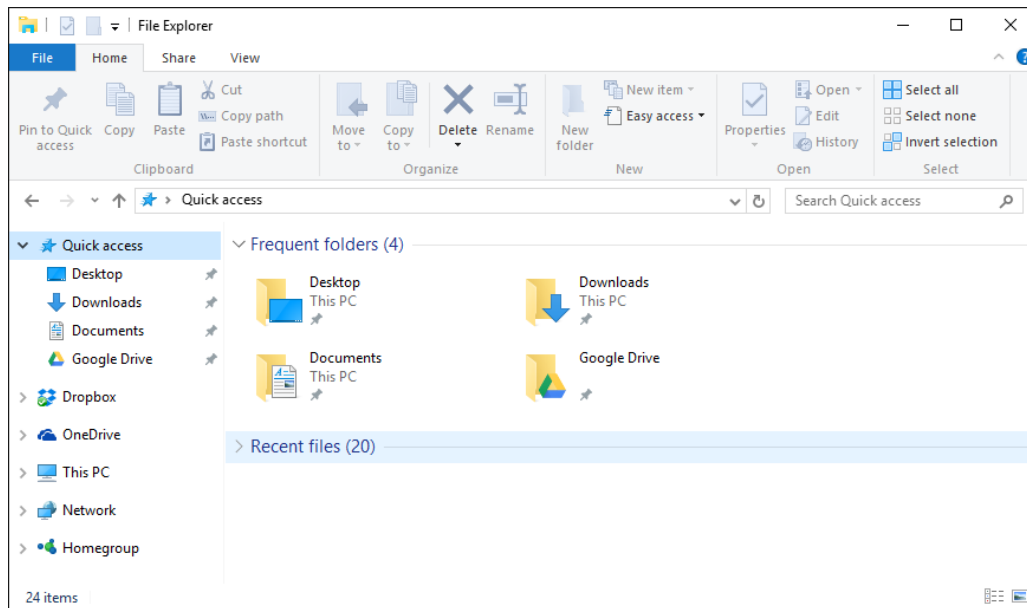 File Explorer
File Home Share View
Pin to Quick access
Copy
Paste
Cut
Copy path
Paste shortcut
Clipboard
Move to
Copy to
Delete
Rename
Organize
New folder
New item
Easy access
New
Properties
Open
Edit
History
Open
Select all
Select none
Invert selection
Select
Quick access
Search Quick access
Quick access
Desktop
Downloads
Documents
Google Drive
Dropbox
OneDrive
This PC
Network
Homegroup
Frequent folders (4)
Desktop
This PC
Downloads
This PC
Documents
This PC
Google Drive
Recent files (20)
24 items